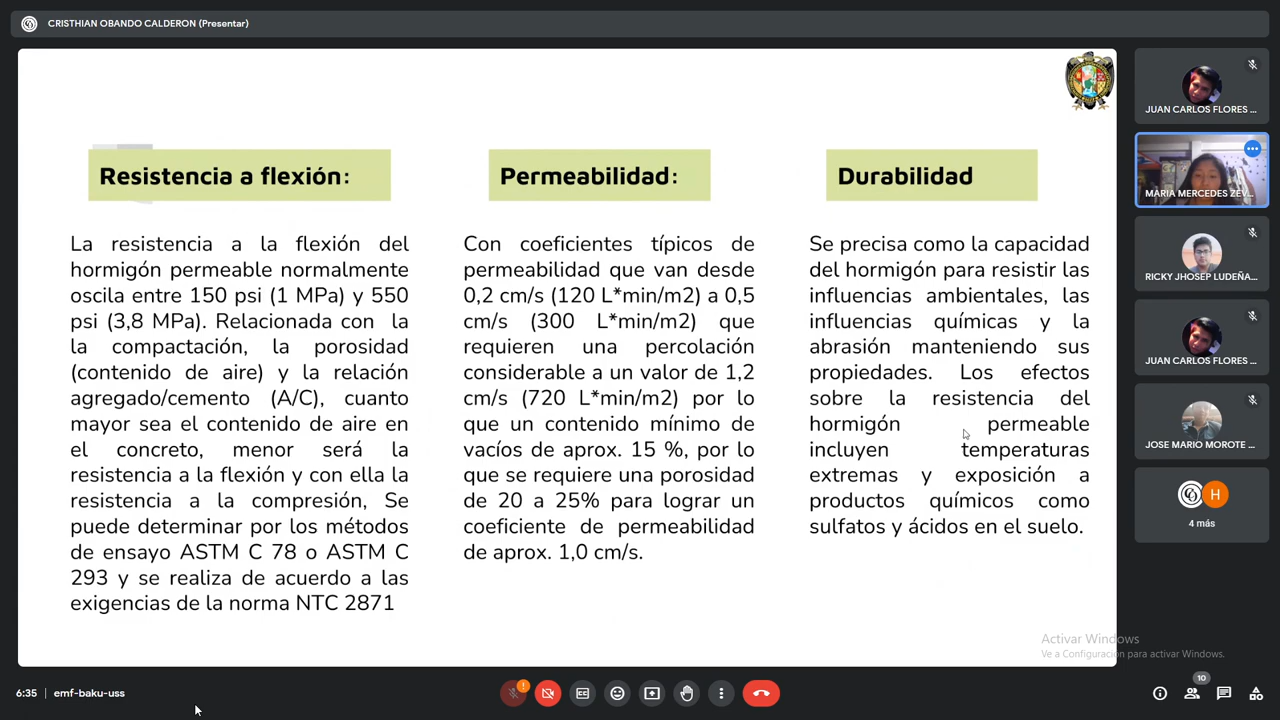 CRISTHIAN OBANDO CALDERON (Presentar)
Resistencia a flexión:
La resistencia a la flexión del
hormigón permeable normalmente
oscila entre 150 psi (1 MPa) y 550
psi (3,8 MPa). Relacionada con la
la compactación, la porosidad
(contenido de aire) y la relación
agregado/cemento (A/C), cuanto
mayor sea el contenido de aire en
el concreto, menor será la
resistencia a la flexión y con ella la
resistencia a la compresión, Se
puede determinar por los métodos
de ensayo ASTM C 78 o ASTM C
293 y se realiza de acuerdo a las
exigencias de la norma NTC 2871
Permeabilidad:
Con coeficientes típicos de
permeabilidad que van desde
0,2 cm/s (120 L*min/m2) a 0,5
cm/s (300 L*min/m2) que
requieren una percolación
considerable a un valor de 1,2
cm/s (720 L*min/m2) por lo
que un contenido mínimo de
vacíos de aprox. 15 %, por lo
que se requiere una porosidad
de 20 a 25% para lograr un
coeficiente de permeabilidad
de aprox. 1,0 cm/s.
Durabilidad
Se precisa como la capacidad
del hormigón para resistir las
influencias ambientales, las
influencias químicas y la
abrasión manteniendo sus
propiedades. Los efectos
sobre la resistencia del
hormigón permeable
incluyen temperaturas
extremas y exposición a
productos químicos como
sulfatos y ácidos en el suelo.
JUAN CARLOS FLORES ...
MARIA MERCEDES ZEV...
RICKY JHOSEP LUDEÑA...
JUAN CARLOS FLORES ...
JOSE MARIO MOROTE ...
H
4 más
Activar Windows
Ve a Configuración para activar Windows.
6:35 | emf-baku-uss
10